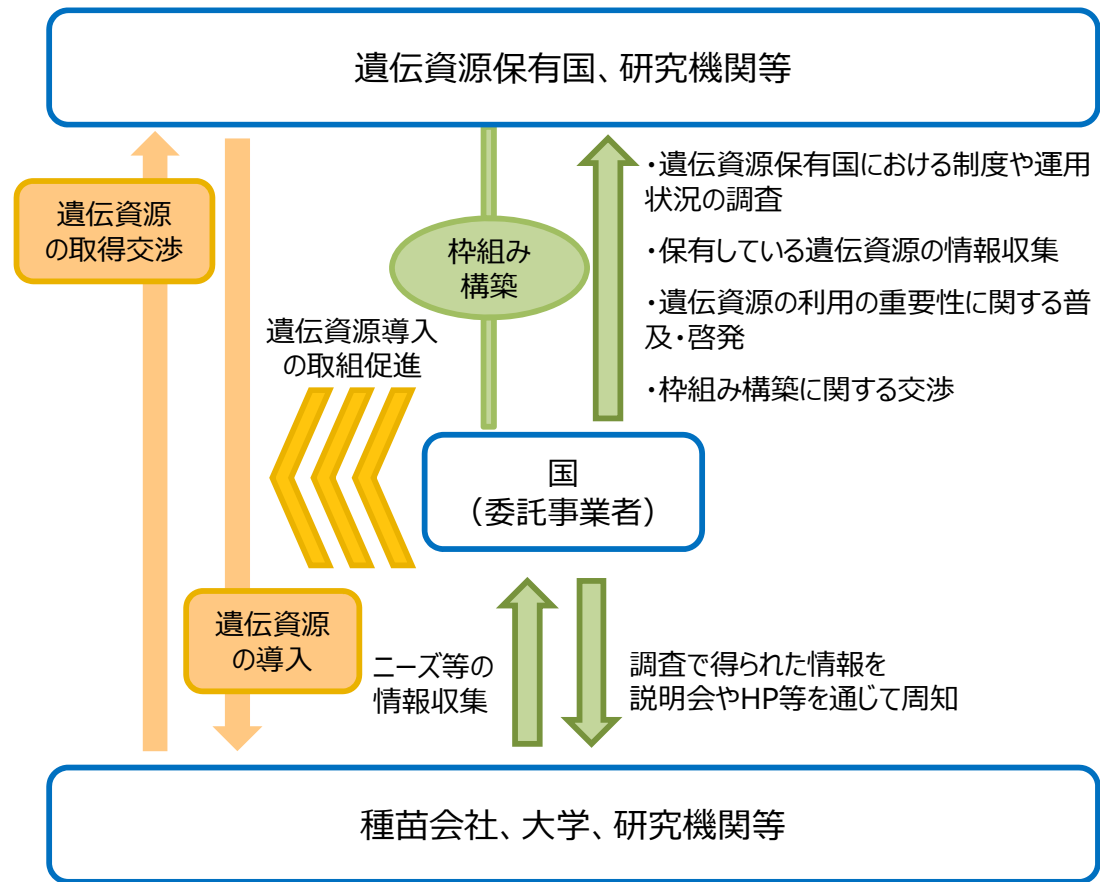 遺伝資源保有国、研究機関等
遺伝資源
の取得交渉
枠組み
構築
・遺伝資源保有国における制度や運用
状況の調査
・保有している遺伝資源の情報収集
・遺伝資源の利用の重要性に関する普
及・啓発
・枠組み構築に関する交渉
遺伝資源導入
の取組促進
国
（委託事業者）
遺伝資源
の導入
ニーズ等の
情報収集
調査で得られた情報を
説明会やHP等を通じて周知
種苗会社、大学、研究機関等